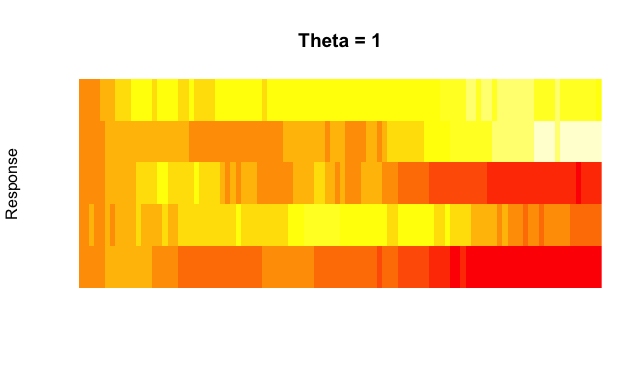 Theta = 1
Response